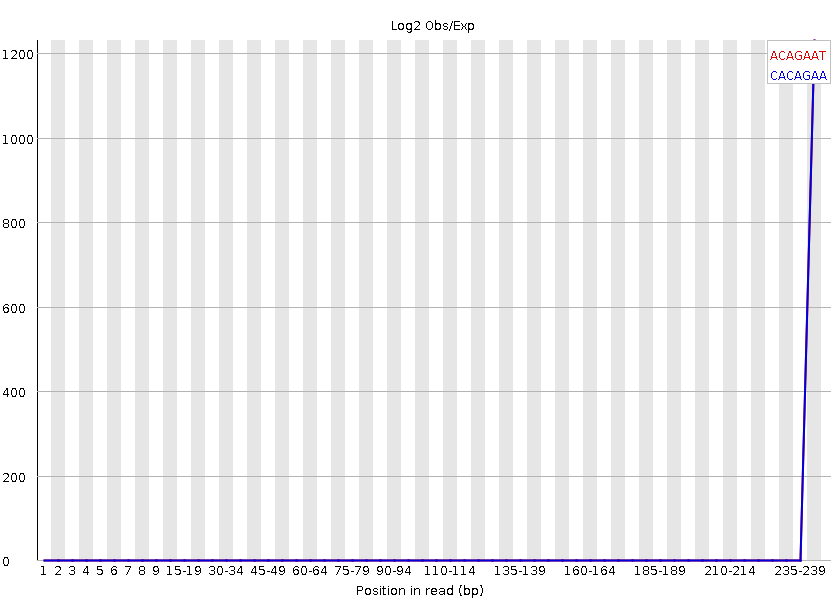 Log2 Obs/Exp
1200
1000
800
600
400
200
0
ACAGAAT
CACAGAA
1 2 3 4 5 6 7 8 9 15-19 30-34 45-49 60-64 75-79 90-94 110-114 135-139 160-164 185-189 210-214 235-239
Position in read (bp)